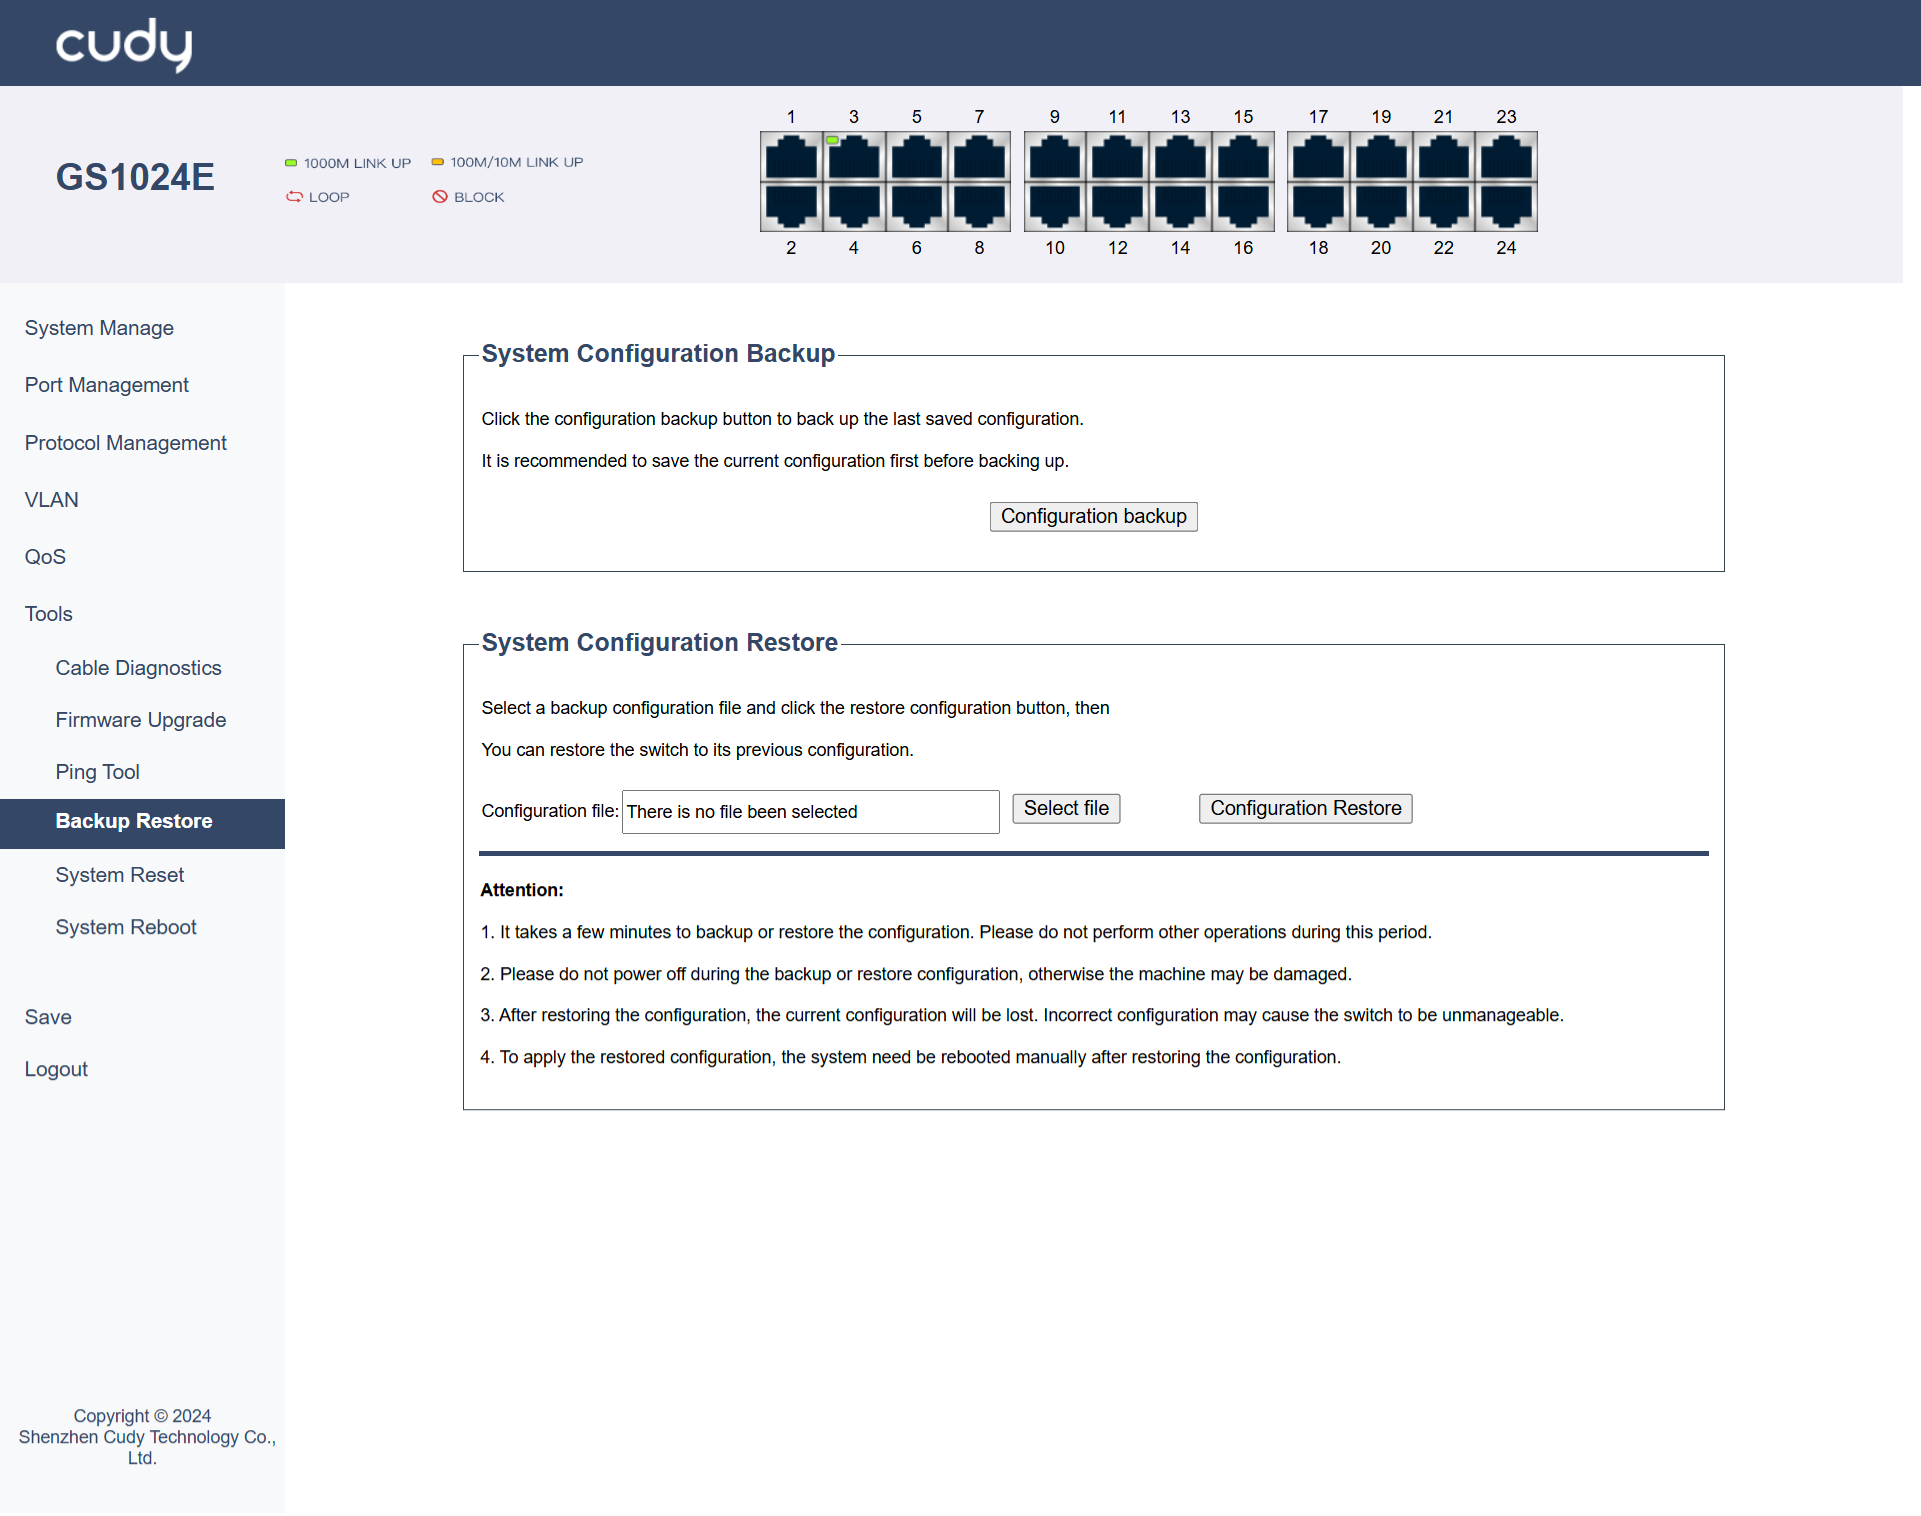 cudy
GS1024E
1000M LINK UP 100M/10M LINK UP
LOOP BLOCK
1 3 5 7 9 11 13 15 17 19 21 23
2 4 6 8 10 12 14 16 18 20 22 24
System Manage
Port Management
Protocol Management
VLAN
QoS
Tools
Cable Diagnostics
Firmware Upgrade
Ping Tool
Backup Restore
System Reset
System Reboot
Save
Logout
Copyright © 2024
Shenzhen Cudy Technology Co.,
Ltd.
System Configuration Backup
Click the configuration backup button to back up the last saved configuration.
It is recommended to save the current configuration first before backing up.
Configuration backup
System Configuration Restore
Select a backup configuration file and click the restore configuration button, then
You can restore the switch to its previous configuration.
Configuration file: There is no file been selected Select file Configuration Restore
Attention:
1. It takes a few minutes to backup or restore the configuration. Please do not perform other operations during this period.
2. Please do not power off during the backup or restore configuration, otherwise the machine may be damaged.
3. After restoring the configuration, the current configuration will be lost. Incorrect configuration may cause the switch to be unmanageable.
4. To apply the restored configuration, the system need be rebooted manually after restoring the configuration.